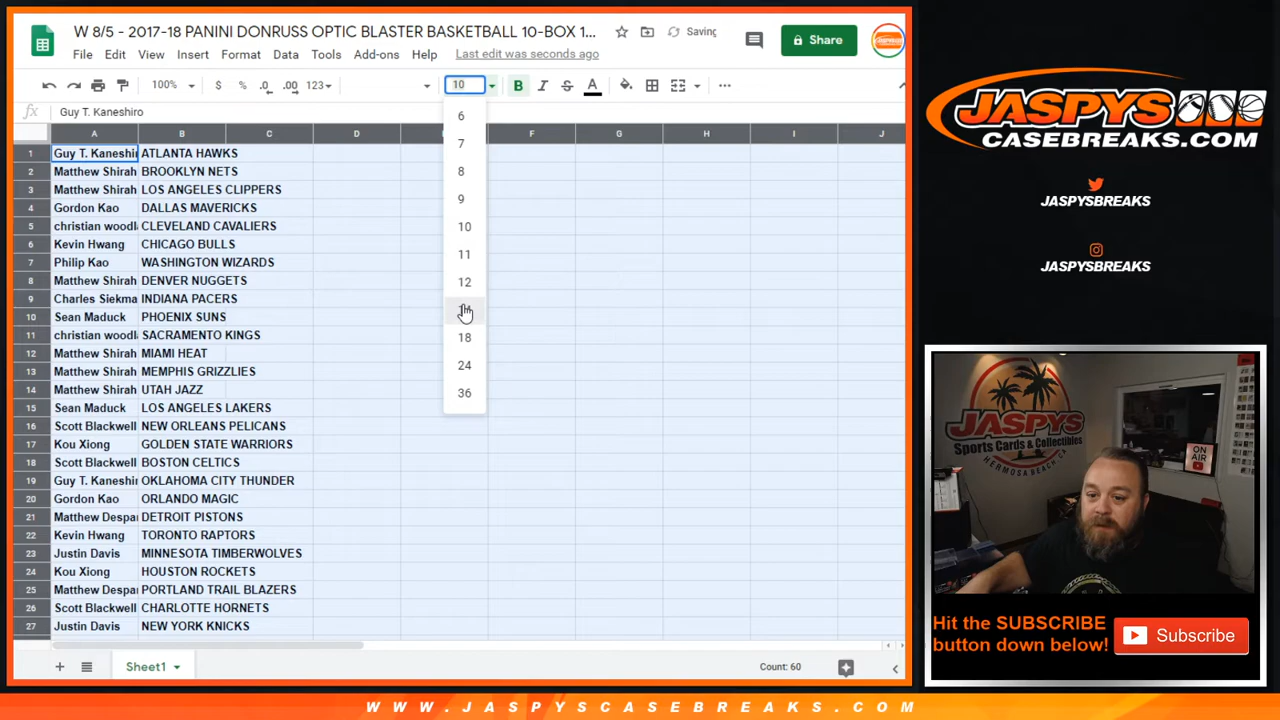 W 8/5 - 2017-18 PANINI DONRUSS OPTIC BLASTER BASKETBALL 10-BOX 1...
Saving
Share
File Edit View Insert Format Data Tools Add-ons Help Last edit was seconds ago
100% $ % .0 .00 123 10 B I S A ...
fx Guy T. Kaneshiro
A B C D F G H I J
1 Guy T. Kaneshi ATLANTA HAWKS
2 Matthew Shirah BROOKLYN NETS
3 Matthew Shirah LOS ANGELES CLIPPERS
4 Gordon Kao DALLAS MAVERICKS
5 christian woodl CLEVELAND CAVALIERS
6 Kevin Hwang CHICAGO BULLS
7 Philip Kao WASHINGTON WIZARDS
8 Matthew Shirah DENVER NUGGETS
9 Charles Siekma INDIANA PACERS
10 Sean Maduck PHOENIX SUNS
11 christian woodl SACRAMENTO KINGS
12 Matthew Shirah MIAMI HEAT
13 Matthew Shirah MEMPHIS GRIZZLIES
14 Matthew Shirah UTAH JAZZ
15 Sean Maduck LOS ANGELES LAKERS
16 Scott Blackwell NEW ORLEANS PELICANS
17 Kou Xiong GOLDEN STATE WARRIORS
18 Scott Blackwell BOSTON CELTICS
19 Guy T. Kaneshi OKLAHOMA CITY THUNDER
20 Gordon Kao ORLANDO MAGIC
21 Matthew Despar DETROIT PISTONS
22 Kevin Hwang TORONTO RAPTORS
23 Justin Davis MINNESOTA TIMBERWOLVES
24 Kou Xiong HOUSTON ROCKETS
25 Matthew Despar PORTLAND TRAIL BLAZERS
26 Scott Blackwell CHARLOTTE HORNETS
27 Justin Davis NEW YORK KNICKS
6
7
8
9
10
11
12
18
24
36
Sheet1
Count: 60
JASPYS
CASEBREAKS.COM
JASPYSBREAKS
JASPYSBREAKS
JASPYS
Sports Cards & Collectibles
HERMOSA BEACH CA
ON
AIR
Hit the SUBSCRIBE
button down below!
Subscribe
WWW.JASPYSCASEBREAKS.COM